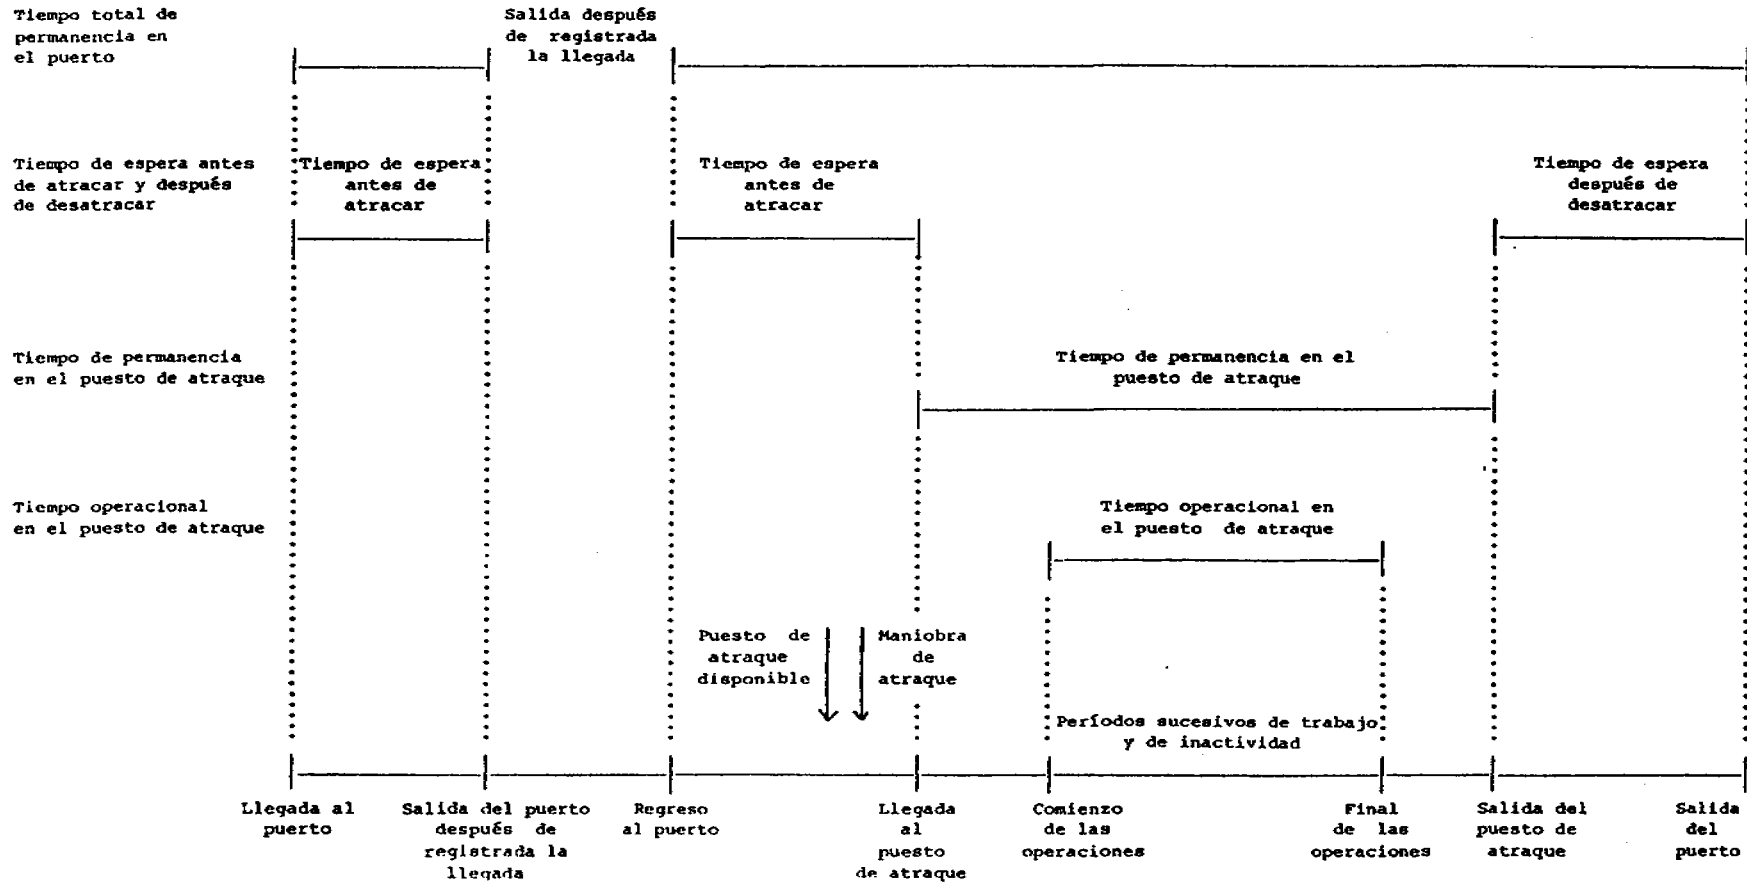 Tiempo total de
permanencia en
el puerto
Salida después
de registrada
la llegada
Tiempo de espera antes
de atracar y después
de desatracar
Tiempo de espera
antes de
atracar
Tiempo de espera
antes de
atracar
Tiempo de espera
después de
desatracar
Tiempo de permanencia
en el puesto de atraque
Tiempo de permanencia en el
puesto de atraque
Tiempo operacional
en el puesto de atraque
Tiempo operacional en
el puesto de atraque
Puesto de
atraque
disponible
Maniobra
de
atraque
Períodos sucesivos de trabajo
y de inactividad
Llegada al
puerto
Salida del puerto
después de
registrada la
llegada
Regreso
al puerto
Llegada
al
puesto
de atraque
Comienzo
de las
operaciones
Final
de las
operaciones
Salida del
puesto de
atraque
Salida
del
puerto